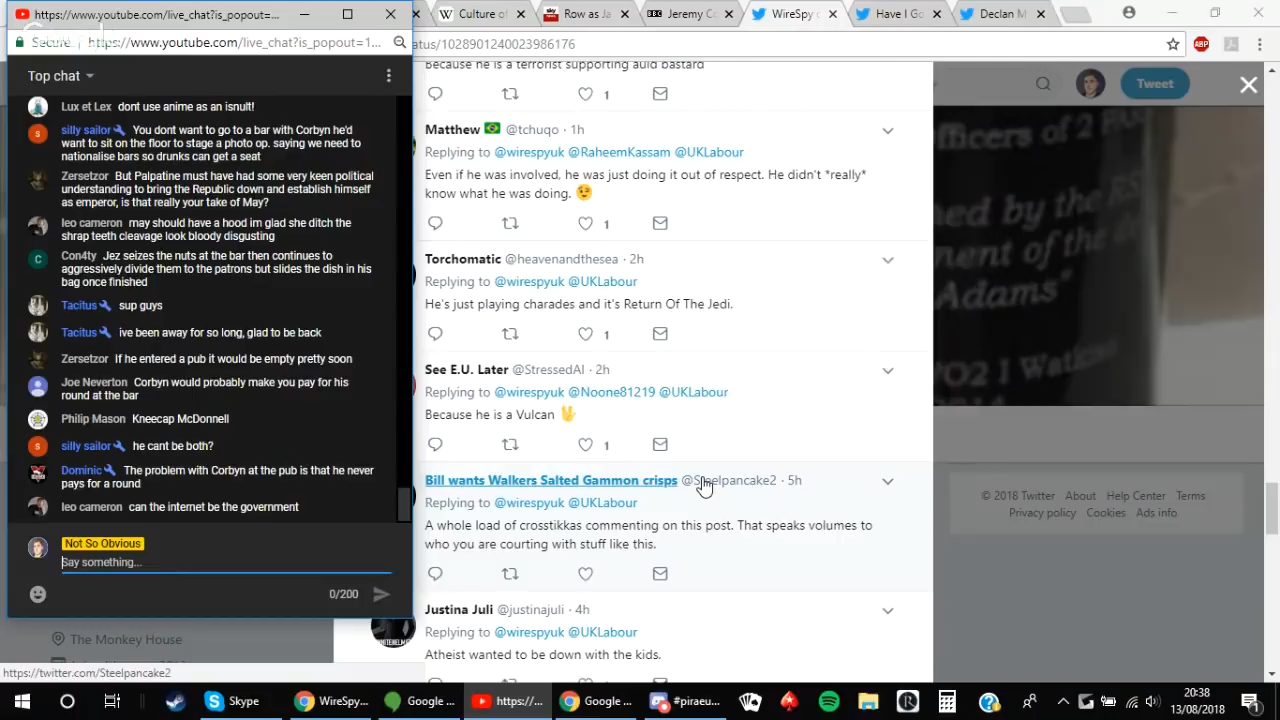 https://www.youtube.com/live_chat?is_popout=...
Culture of
Row as Ja
Jeremy Co
WireSpy
Have I Go
Declan M
Secure
https://www.youtube.com/live_chat?is_popout=1...
atus/1028901240023986176
Top chat
Lux et Lex dont use anime as an isnult!
silly sailor You dont want to go to a bar with Corbyn he'd
want to sit on the floor to stage a photo op. saying we need to
nationalise bars so drunks can get a seat
Zersetzor But Palpatine must have had some very keen political
understanding to bring the Republic down and establish himself
as emperor, is that really your take of May?
leo cameron may should have a hood im glad she ditch the
shrap teeth cleavage look bloody disgusting
Con4ty Jez seizes the nuts at the bar then continues to
aggressively divide them to the patrons but slides the dish in his
bag once finished
Tacitus sup guys
Tacitus ive been away for so long, glad to be back
Zersetzor If he entered a pub it would be empty pretty soon
Joe Neverton Corbyn would probably make you pay for his
round at the bar
Philip Mason Kneecap McDonnell
silly sailor he cant be both?
Dominic The problem with Corbyn at the pub is that he never
pays for a round
leo cameron can the internet be the government
Not So Obvious
Say something...
0/200
The Monkey House
https://twitter.com/Steelpancake2
Because he is a terrorist supporting auld bastard
1
Matthew @tchuqo · 1h
Replying to @wirespyuk @RaheemKassam @UKLabour
Even if he was involved, he was just doing it out of respect. He didn't *really*
know what he was doing.
1
Torchomatic @heavenandthesea · 2h
Replying to @wirespyuk @UKLabour
He's just playing charades and it's Return Of The Jedi.
1
See E.U. Later @StressedAl · 2h
Replying to @wirespyuk @Noone81219 @UKLabour
Because he is a Vulcan
1
Bill wants Walkers Salted Gammon crisps @Steelpancake2 · 5h
Replying to @wirespyuk @UKLabour
A whole load of crosstikkas commenting on this post. That speaks volumes to
who you are courting with stuff like this.
Justina Juli @justinajuli · 4h
Replying to @wirespyuk @UKLabour
Atheist wanted to be down with the kids.
Tweet
fficers of 2
ned by the
ment of the
Adams
© 2018 Twitter About Help Center Terms
Privacy policy Cookies Ads info
Skype
WireSp...
Google ...
https://...
Google ...
#piraeu...
20:38
13/08/2018